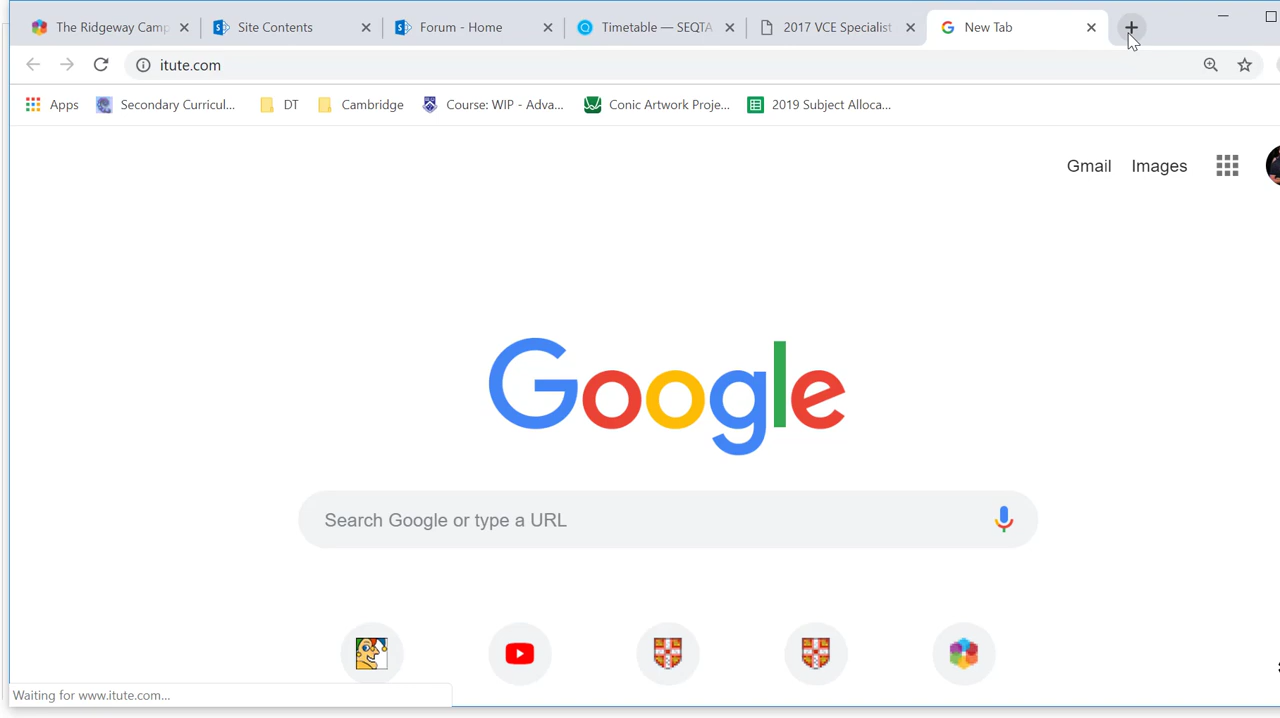 The Ridgeway Camp
Site Contents
Forum - Home
Timetable — SEQTA
2017 VCE Specialist
New Tab
itute.com
Apps
Secondary Curricul...
DT
Cambridge
Course: WIP - Adva...
Conic Artwork Proje...
2019 Subject Alloca...
Gmail
Images
Google
Search Google or type a URL
Waiting for www.itute.com...